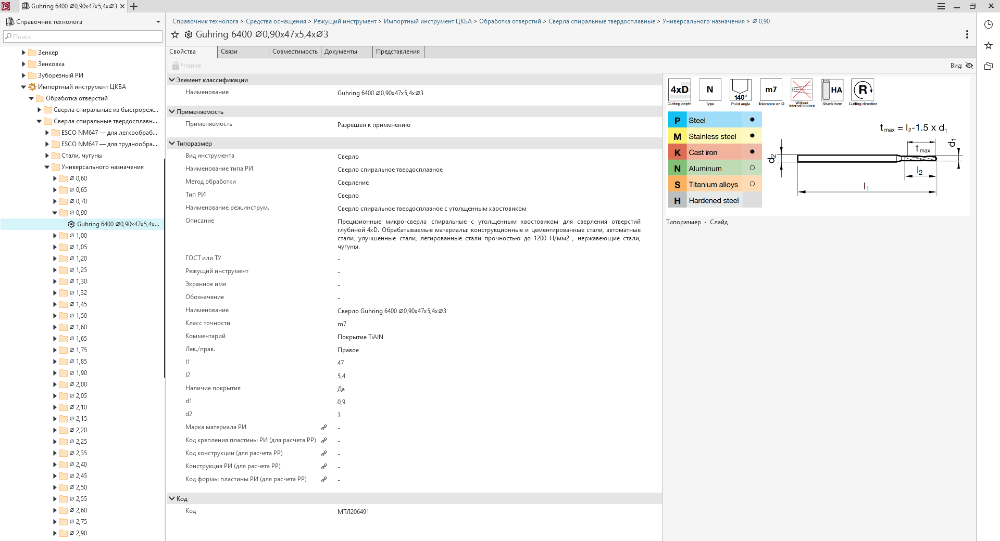 Guhring 6400 ∅0,90x47x5,4x∅3
Справочник технолога
Поиск
Зенкер
Зенковка
Зуборезный РИ
Импортный инструмент ЦКБА
Обработка отверстий
Сверла спиральные из быстрореж...
Сверла спиральные твердосплавн...
ESCO NM647 — для легкообраб...
ESCO NM647 — для труднообра...
Стали, чугуны
Универсального назначения
∅ 0,60
∅ 0,65
∅ 0,70
∅ 0,90
Guhring 6400 ∅0,90x47x5,4x...
∅ 1,00
∅ 1,05
∅ 1,20
∅ 1,25
∅ 1,30
∅ 1,32
∅ 1,45
∅ 1,50
∅ 1,60
∅ 1,65
∅ 1,75
∅ 1,85
∅ 1,90
∅ 2,00
∅ 2,05
∅ 2,10
∅ 2,15
∅ 2,20
∅ 2,25
∅ 2,35
∅ 2,40
∅ 2,45
∅ 2,50
∅ 2,55
∅ 2,60
∅ 2,75
∅ 2,90
Справочник технолога > Средства оснащения > Режущий инструмент > Импортный инструмент ЦКБА > Обработка отверстий > Сверла спиральные твердосплавные > Универсального назначения > ∅ 0,90
Guhring 6400 ∅0,90x47x5,4x∅3
Свойства Связи Совместимость Документы Представления
Чтение Вид:
Элемент классификации
Наименование Guhring 6400 ∅0,90x47x5,4x∅3
Применяемость
Применяемость Разрешен к применению
Типоразмер
Вид инструмента Сверло
Наименование типа РИ Сверло спиральное твердосплавное
Метод обработки Сверление
Тип РИ Сверло
Наименование реж.инструм. Сверло спиральное твердосплавное с утолщенным хвостовиком
Описание Прецизионные микро-сверла спиральные с утолщенным хвостовиком для сверления отверстий
глубиной 4xD. Обрабатываемые материалы: конструкционные и цементированные стали, автоматные
стали, улучшенные стали, легированные стали прочностью до 1200 Н/мм2 , нержавеющие стали,
чугуны.
ГОСТ или ТУ -
Режущий инструмент -
Экранное имя -
Обозначение -
Наименование Сверло Guhring 6400 ∅0,90x47x5,4x∅3
Класс точности m7
Комментарий Покрытие TiAlN
Лев./прав. Правое
l1 47
l2 5,4
Наличие покрытия Да
d1 0,9
d2 3
Марка материала РИ -
Код крепления пластины РИ (для расчета РР) -
Код конструкции (для расчета РР) -
Конструкция РИ (для расчета РР) -
Код формы пластины РИ (для расчета РР) -
Код
Код МТЛ206491
4xD N 140° m7 HA R
Cutting depth Type Point angle Tolerance on Ø Without Internal coolant Shank form Cutting direction
P Steel ●
M Stainless steel ●
K Cast iron ●
N Aluminum ○
S Titanium alloys ○
H Hardened steel
t max = l2-1.5 x d1
t max
d1
d2
l2
l1
Типоразмер - Слайд